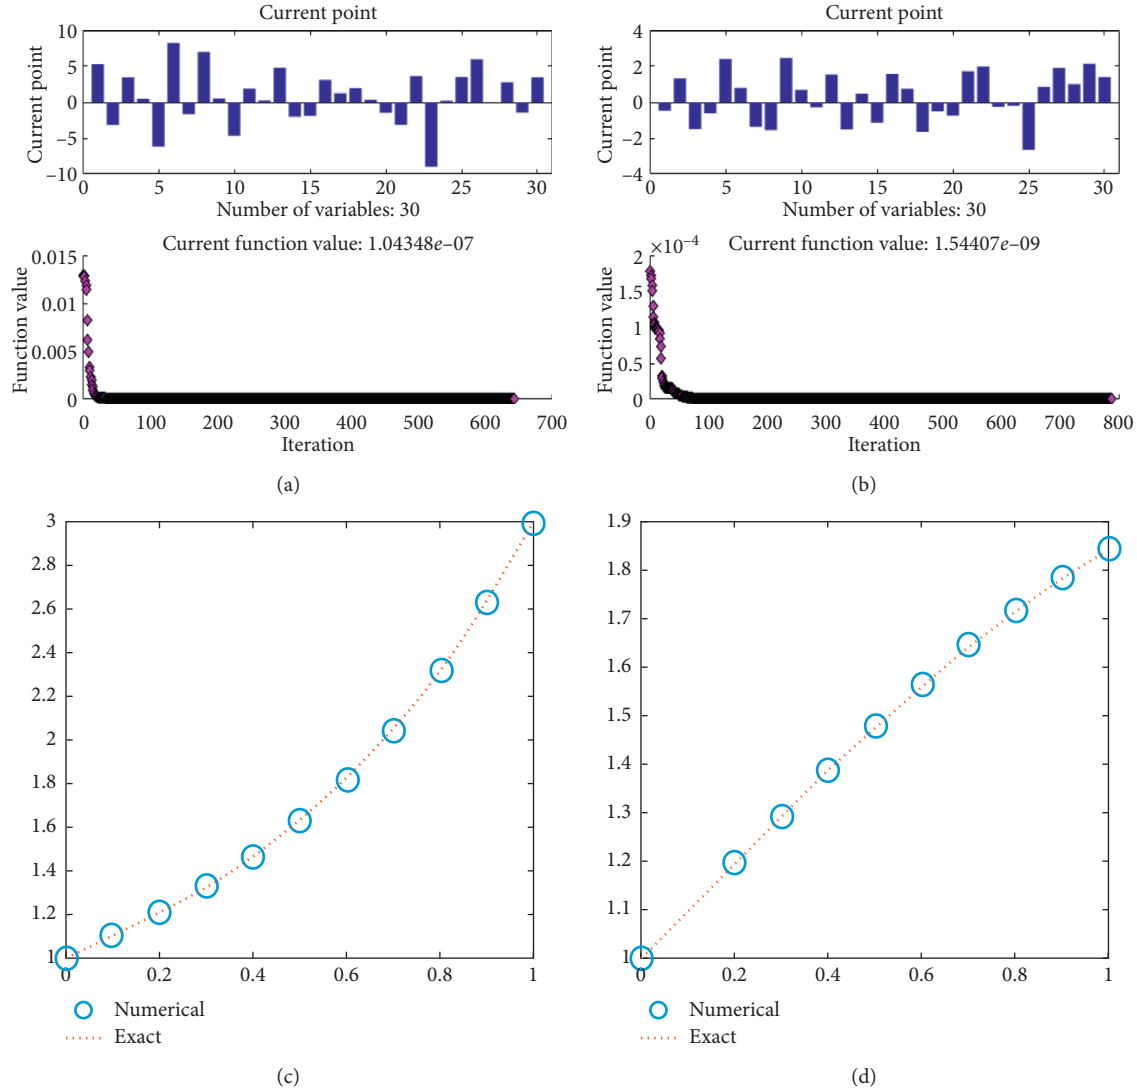 Current point
Current point
10
5
0
−5
−10
0 5 10 15 20 25 30
Number of variables: 30
Current function value: 1.04348e−07
Function value
0.015
0.01
0.005
0
0 100 200 300 400 500 600 700
Iteration
(a)
Current point
Current point
4
2
0
−2
−4
0 5 10 15 20 25 30
Number of variables: 30
×10−4 Current function value: 1.54407e−09
Function value
2
1.5
1
0.5
0
0 100 200 300 400 500 600 700 800
Iteration
(b)
3
2.8
2.6
2.4
2.2
2
1.8
1.6
1.4
1.2
1
0 0.2 0.4 0.6 0.8 1
Numerical
Exact
(c)
1.9
1.8
1.7
1.6
1.5
1.4
1.3
1.2
1.1
1
0 0.2 0.4 0.6 0.8 1
Numerical
Exact
(d)